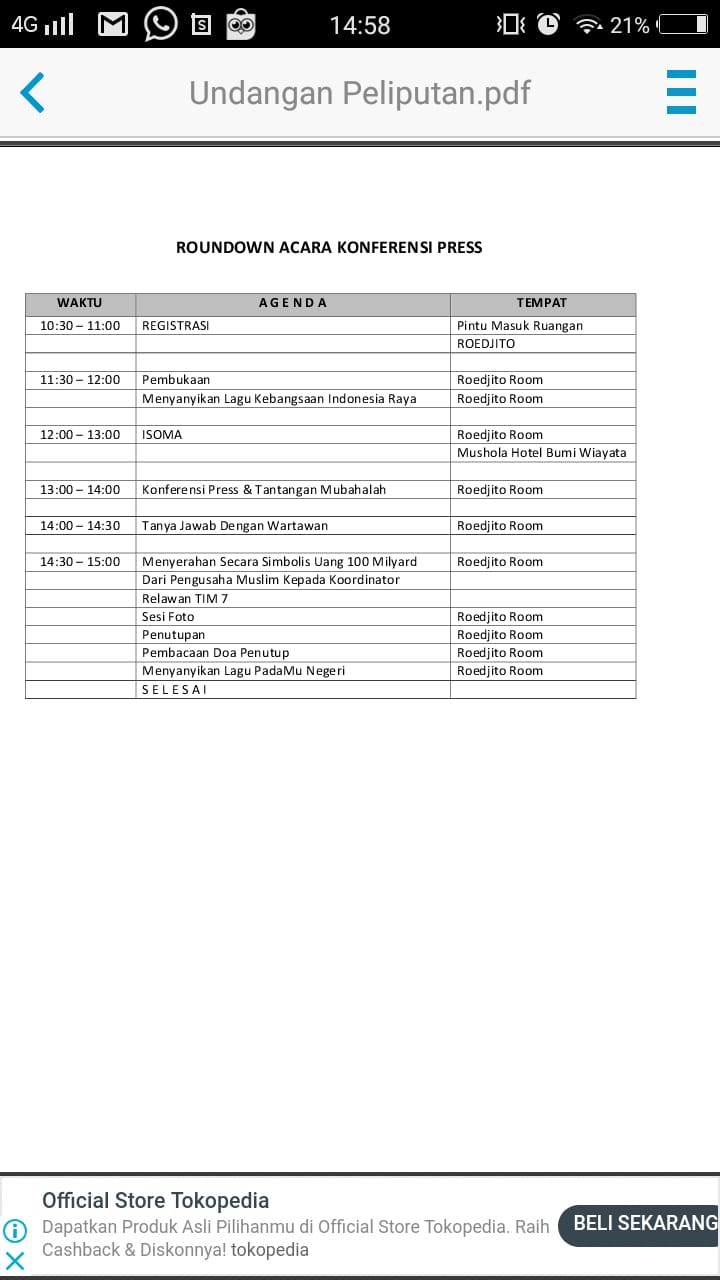 4G 14:58 21%
Undangan Peliputan.pdf
ROUNDOWN ACARA KONFERENSI PRESS
WAKTU AGENDA TEMPAT
10:30 – 11:00 REGISTRASI Pintu Masuk Ruangan
ROEDJITO
11:30 – 12:00 Pembukaan Roedjito Room
Menyanyikan Lagu Kebangsaan Indonesia Raya Roedjito Room
12:00 – 13:00 ISOMA Roedjito Room
Mushola Hotel Bumi Wiayata
13:00 – 14:00 Konferensi Press & Tantangan Mubahalah Roedjito Room
14:00 – 14:30 Tanya Jawab Dengan Wartawan Roedjito Room
14:30 – 15:00 Menyerahan Secara Simbolis Uang 100 Milyard Roedjito Room
Dari Pengusaha Muslim Kepada Koordinator
Relawan TIM 7
Sesi Foto Roedjito Room
Penutupan Roedjito Room
Pembacaan Doa Penutup Roedjito Room
Menyanyikan Lagu PadaMu Negeri Roedjito Room
SELESAI
Official Store Tokopedia
Dapatkan Produk Asli Pilihanmu di Official Store Tokopedia. Raih
Cashback & Diskonnya! tokopedia
BELI SEKARANG